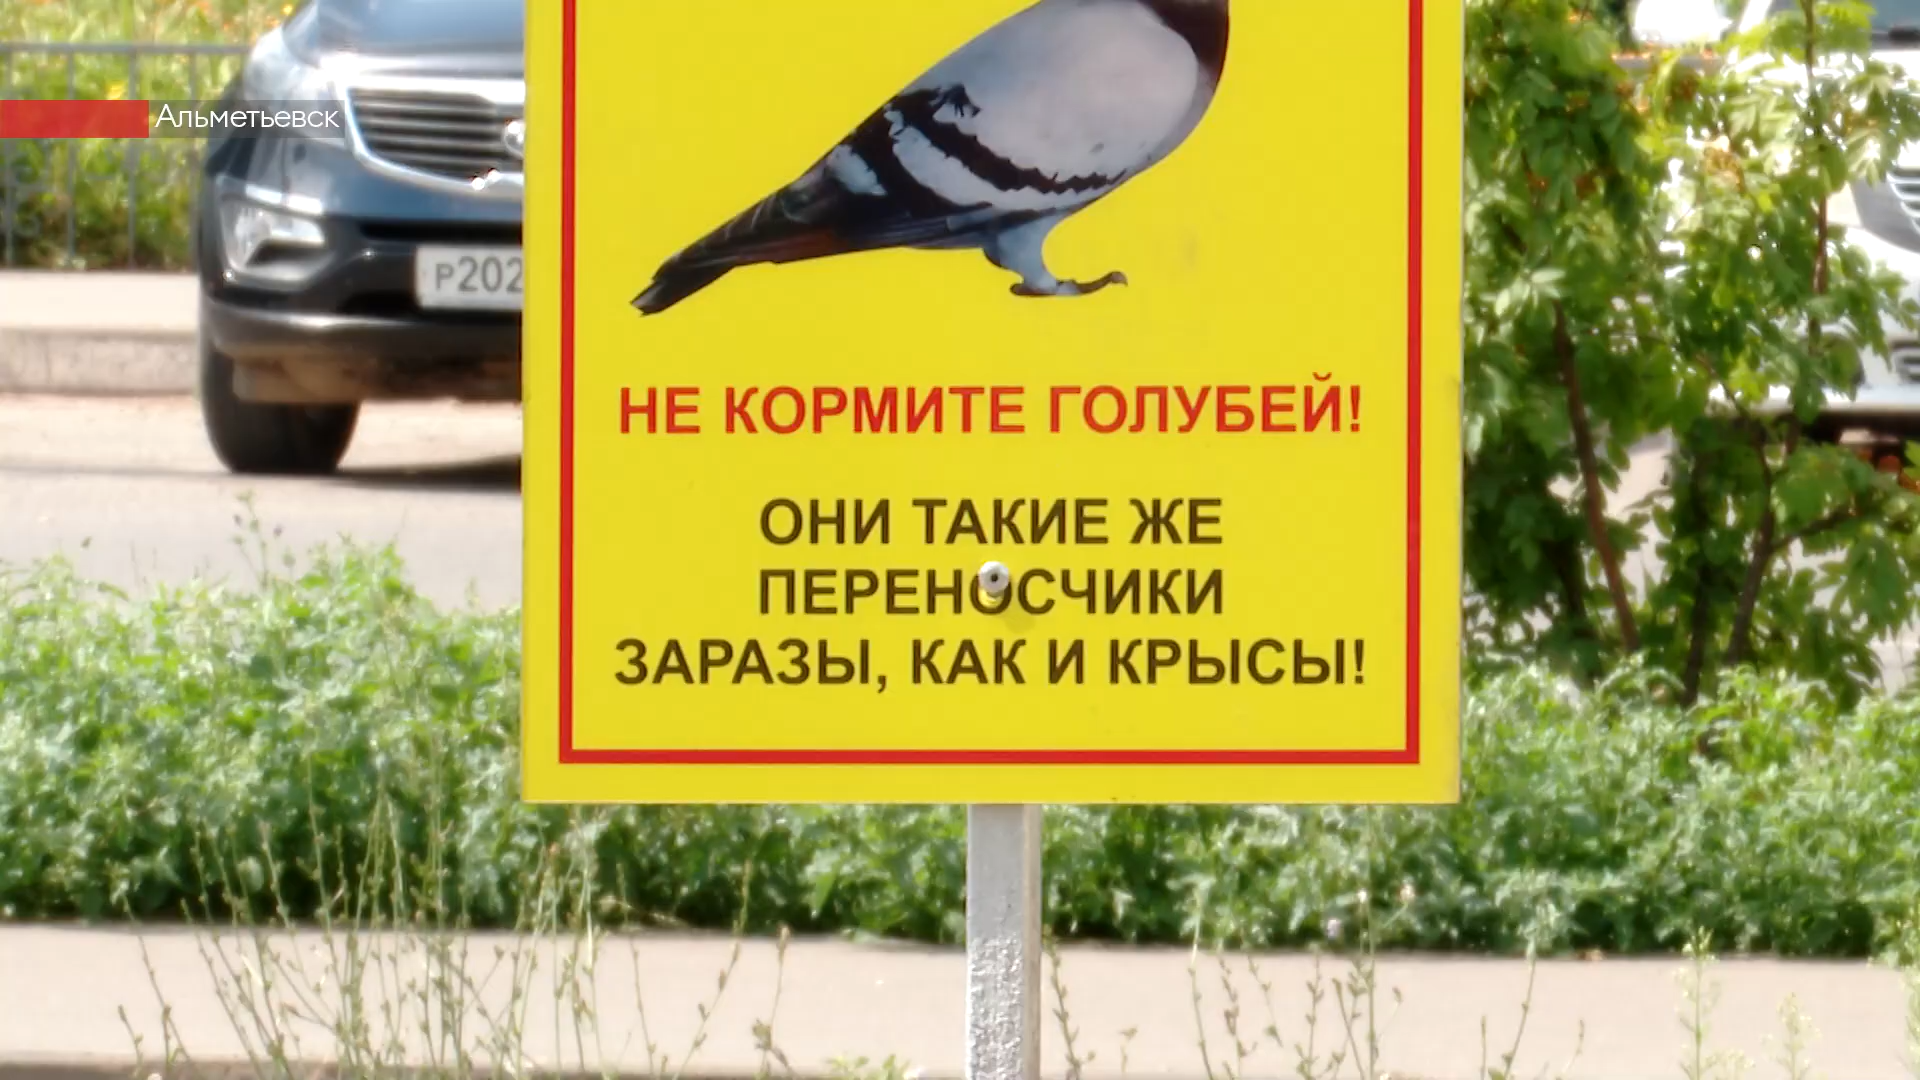 Альметьевск
Р202
НЕ КОРМИТЕ ГОЛУБЕЙ!
ОНИ ТАКИЕ ЖЕ
ПЕРЕНОСЧИКИ
ЗАРАЗЫ, КАК И КРЫСЫ!